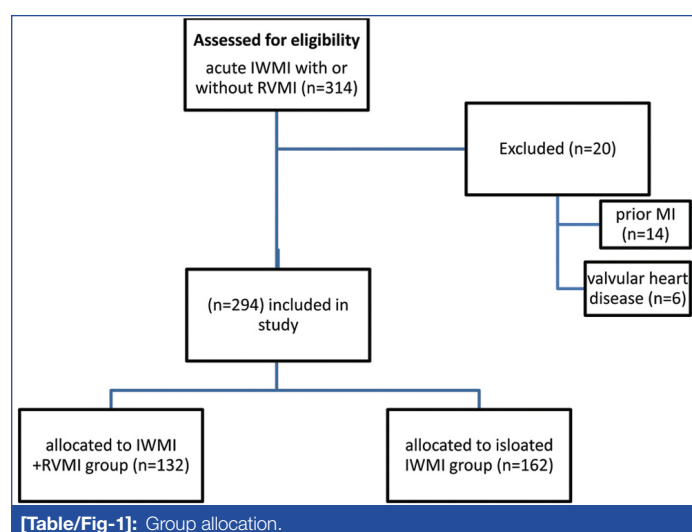 Assessed for eligibility
acute IWMI with or
without RVMI (n=314)
Excluded (n=20)
prior MI
(n=14)
valvular heart
disease (n=6)
(n=294) included in
study
allocated to IWMI
+RVMI group (n=132)
allocated to isloated
IWMI group (n=162)
[Table/Fig-1]: Group allocation.